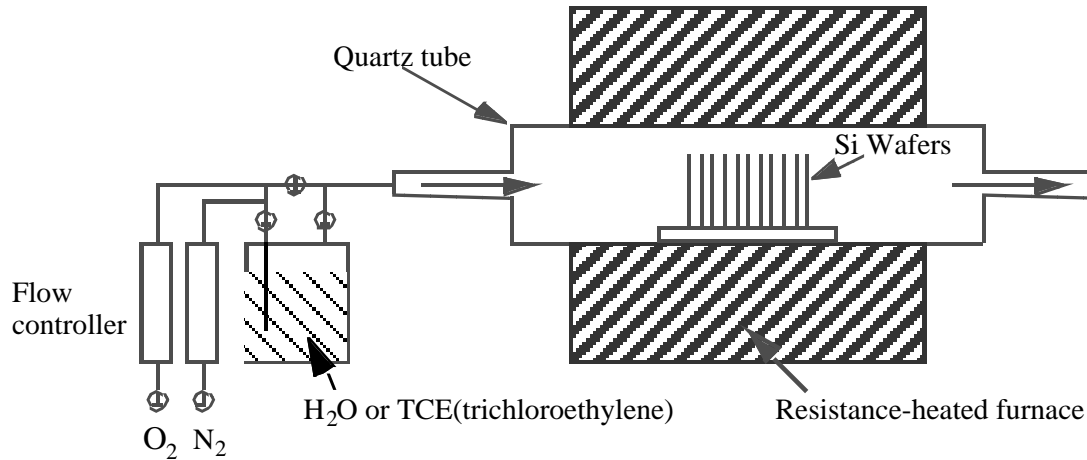 Quartz tube
Si Wafers
Flow
controller
H2O or TCE(trichloroethylene)
Resistance-heated furnace
O2 N2